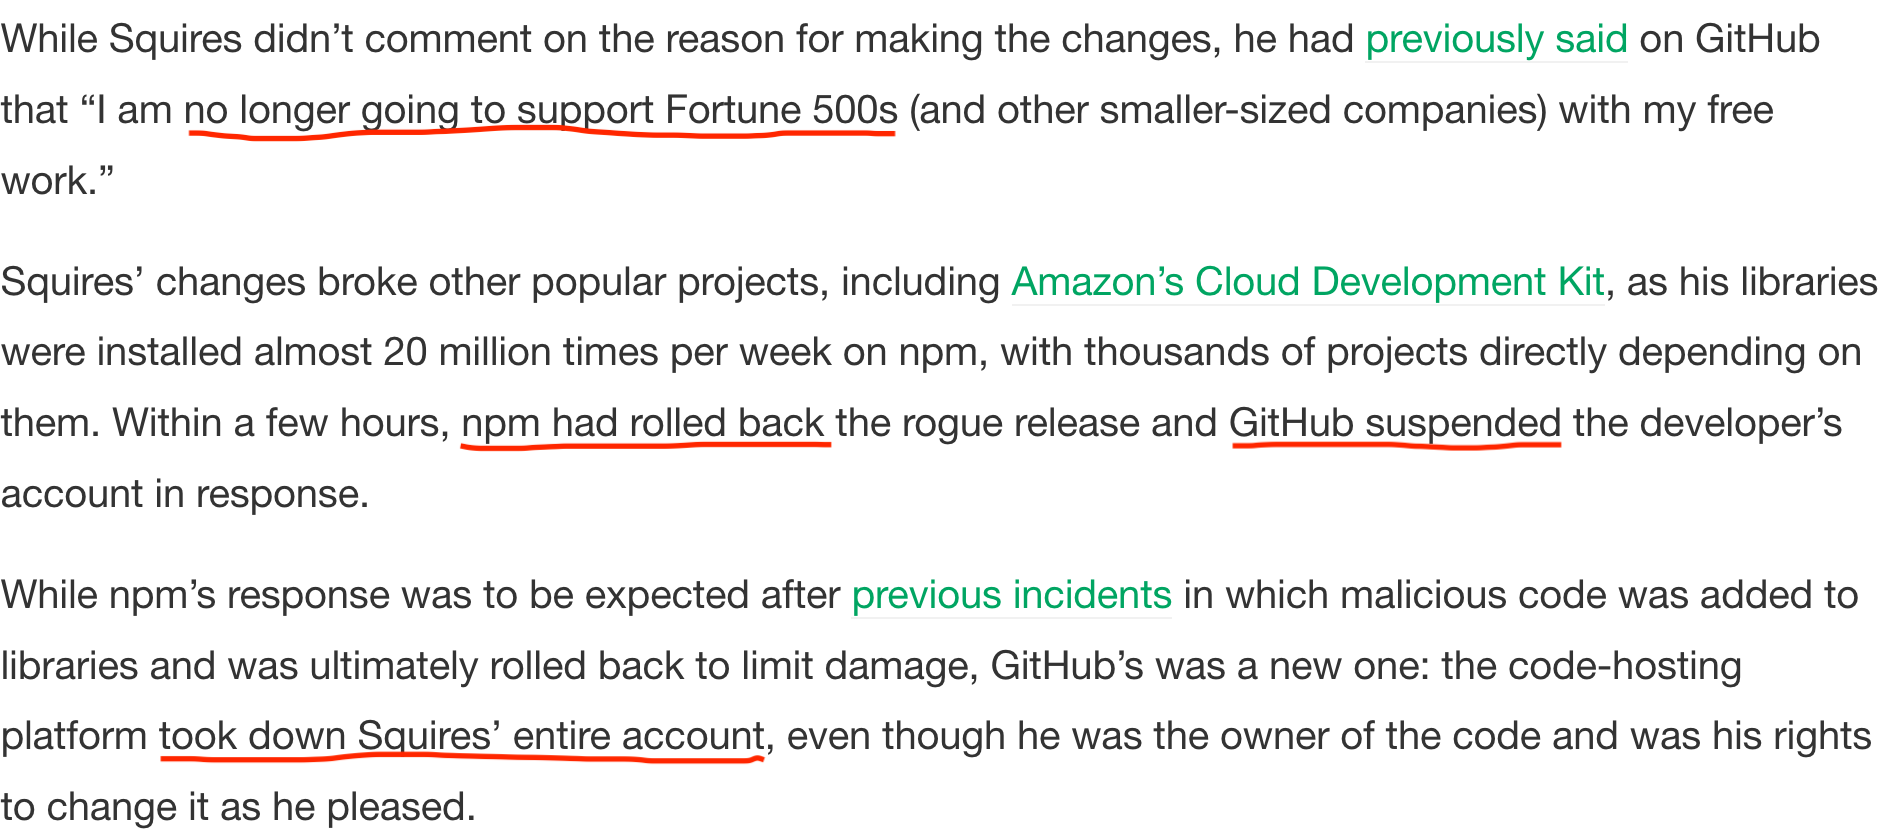 While Squires didn’t comment on the reason for making the changes, he had previously said on GitHub
that “I am no longer going to support Fortune 500s (and other smaller-sized companies) with my free
work.”
Squires’ changes broke other popular projects, including Amazon’s Cloud Development Kit, as his libraries
were installed almost 20 million times per week on npm, with thousands of projects directly depending on
them. Within a few hours, npm had rolled back the rogue release and GitHub suspended the developer’s
account in response.
While npm’s response was to be expected after previous incidents in which malicious code was added to
libraries and was ultimately rolled back to limit damage, GitHub’s was a new one: the code-hosting
platform took down Squires’ entire account, even though he was the owner of the code and was his rights
to change it as he pleased.